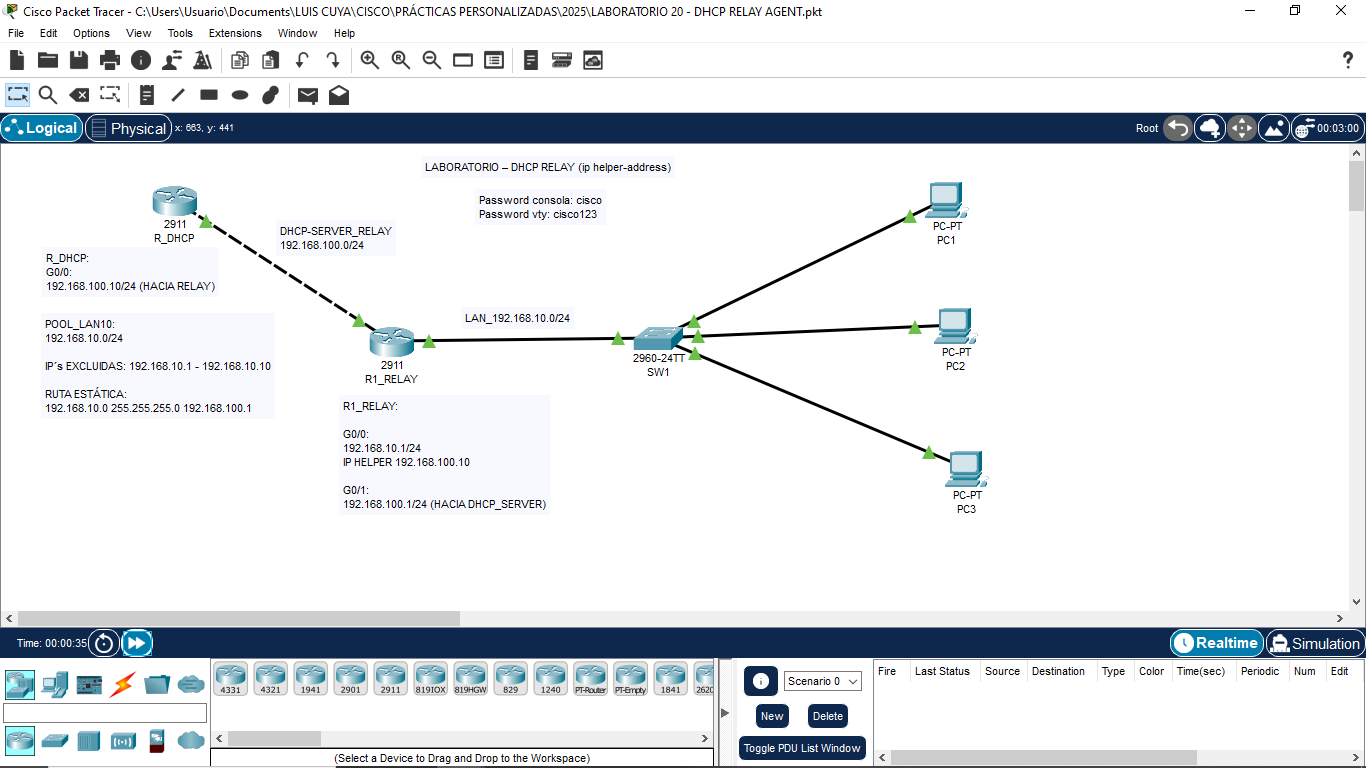 Cisco Packet Tracer - C:\Users\Usuario\Documents\LUIS CUYA\CISCO\PRÁCTICAS PERSONALIZADAS\2025\LABORATORIO 20 - DHCP RELAY AGENT.pkt
File Edit Options View Tools Extensions Window Help
Logical Physical x: 663, y: 441 Root 00:03:00
LABORATORIO – DHCP RELAY (ip helper-address)
Password consola: cisco
Password vty: cisco123
2911
R_DHCP
DHCP-SERVER_RELAY
192.168.100.0/24
R_DHCP:
G0/0:
192.168.100.10/24 (HACIA RELAY)
POOL_LAN10:
192.168.10.0/24
IP´s EXCLUIDAS: 192.168.10.1 - 192.168.10.10
RUTA ESTÁTICA:
192.168.10.0 255.255.255.0 192.168.100.1
2911
R1_RELAY
R1_RELAY:
G0/0:
192.168.10.1/24
IP HELPER 192.168.100.10
G0/1:
192.168.100.1/24 (HACIA DHCP_SERVER)
LAN_192.168.10.0/24
2960-24TT
SW1
PC-PT
PC1
PC-PT
PC2
PC-PT
PC3
Time: 00:00:35 Realtime Simulation
4331 4321 1941 2901 2911 819IOX 819HGW 829 1240 PT-Router PT-Empty 1841 2620
(Select a Device to Drag and Drop to the Workspace)
Scenario 0
New Delete
Toggle PDU List Window
Fire Last Status Source Destination Type Color Time(sec) Periodic Num Edit